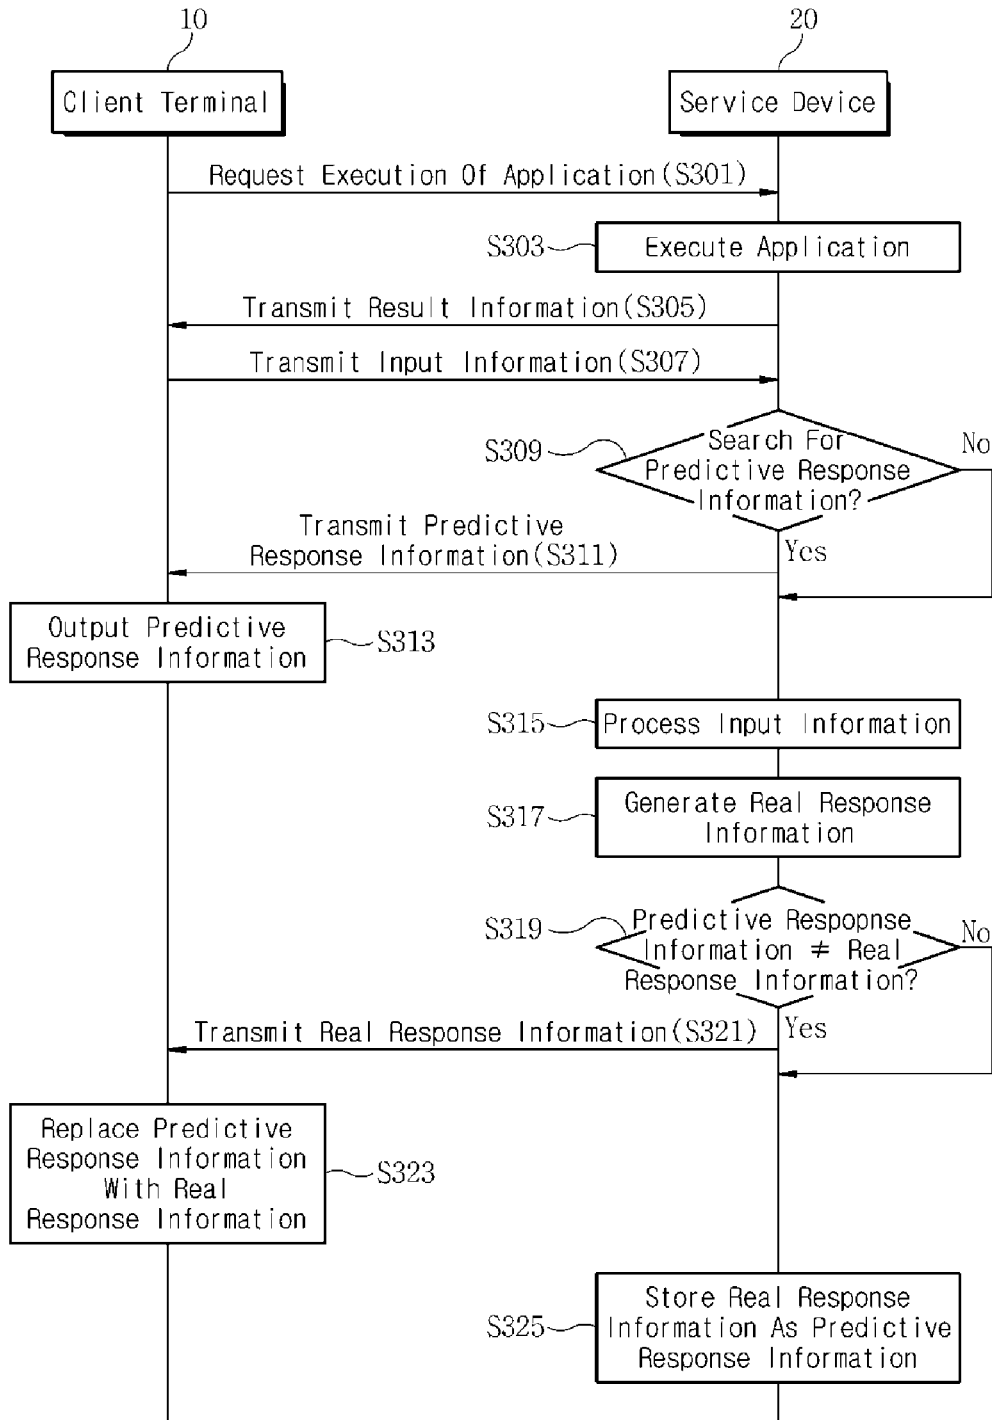 10
20
Client Terminal
Service Device
Request Execution Of Application(S301)
S303
Execute Application
Transmit Result Information(S305)
Transmit Input Information(S307)
S309
Search For
Predictive Response
Information?
No
Transmit Predictive
Response Information(S311)
Yes
Output Predictive
Response Information
S313
S315
Process Input Information
S317
Generate Real Response
Information
S319
Predictive Respopnse
Information ≠ Real
Response Information?
No
Transmit Real Response Information(S321)
Yes
Replace Predictive
Response Information
With Real
Response Information
S323
S325
Store Real Response
Information As Predictive
Response Information